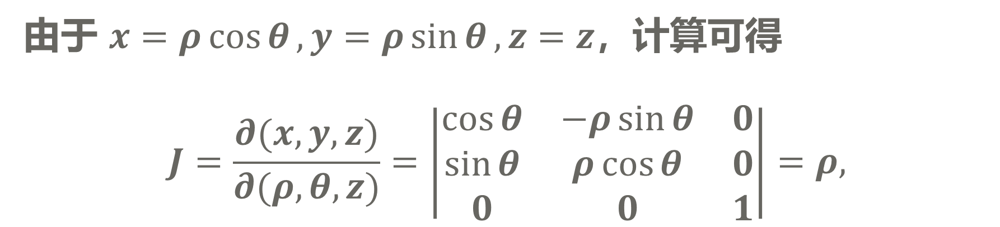 由于 x = ρ cos θ , y = ρ sin θ , z = z，计算可得
J = ∂(x, y, z) / ∂(ρ, θ, z) = | cos θ  −ρ sin θ  0 |
| sin θ  ρ cos θ  0 | = ρ,
| 0  0  1 |